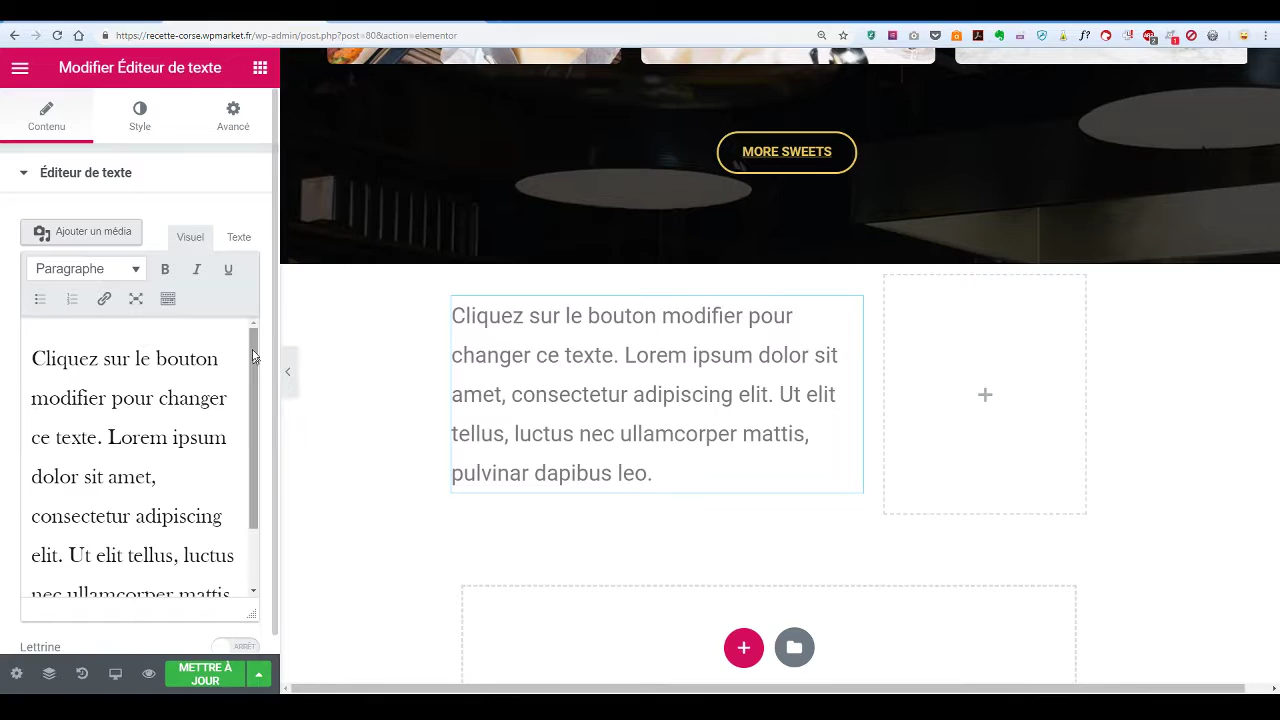 https://recette-corse.wpmarket.fr/wp-admin/post.php?post=80&action=elementor
Modifier Éditeur de texte
Contenu
Style
Avancé
Éditeur de texte
Ajouter un média
Visuel
Texte
Paragraphe
B I U
Cliquez sur le bouton
modifier pour changer
ce texte. Lorem ipsum
dolor sit amet,
consectetur adipiscing
elit. Ut elit tellus, luctus
nec ullamcorper mattis
Lettrine
ARRÊT
METTRE À
JOUR
MORE SWEETS
Cliquez sur le bouton modifier pour
changer ce texte. Lorem ipsum dolor sit
amet, consectetur adipiscing elit. Ut elit
tellus, luctus nec ullamcorper mattis,
pulvinar dapibus leo.